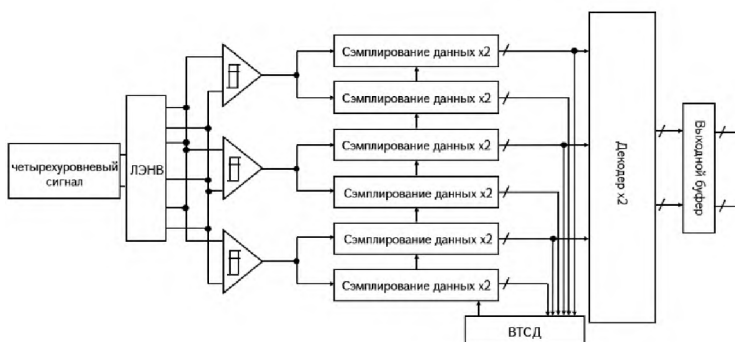 четырехуровневый
сигнал
ЛЭНВ
Сэмплирование данных x2
Сэмплирование данных x2
Сэмплирование данных x2
Сэмплирование данных x2
Сэмплирование данных x2
Сэмплирование данных x2
ВТСД
Декодер x2
Выходной буфер